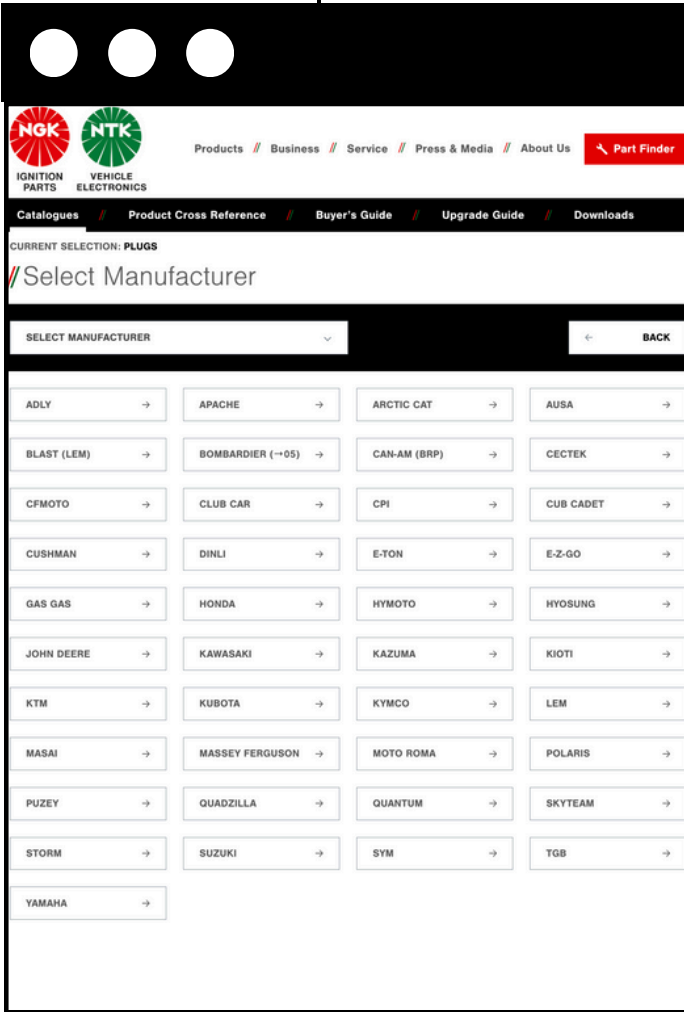 NGK
NTK
IGNITION PARTS
VEHICLE ELECTRONICS
Products // Business // Service // Press & Media // About Us
Part Finder
Catalogues // Product Cross Reference // Buyer's Guide // Upgrade Guide // Downloads
CURRENT SELECTION: PLUGS
//Select Manufacturer
SELECT MANUFACTURER
← BACK
ADLY → APACHE → ARCTIC CAT → AUSA →
BLAST (LEM) → BOMBARDIER (→05) → CAN-AM (BRP) → CECTEK →
CFMOTO → CLUB CAR → CPI → CUB CADET →
CUSHMAN → DINLI → E-TON → E-Z-GO →
GAS GAS → HONDA → HYMOTO → HYOSUNG →
JOHN DEERE → KAWASAKI → KAZUMA → KIOTI →
KTM → KUBOTA → KYMCO → LEM →
MASAI → MASSEY FERGUSON → MOTO ROMA → POLARIS →
PUZEY → QUADZILLA → QUANTUM → SKYTEAM →
STORM → SUZUKI → SYM → TGB →
YAMAHA →